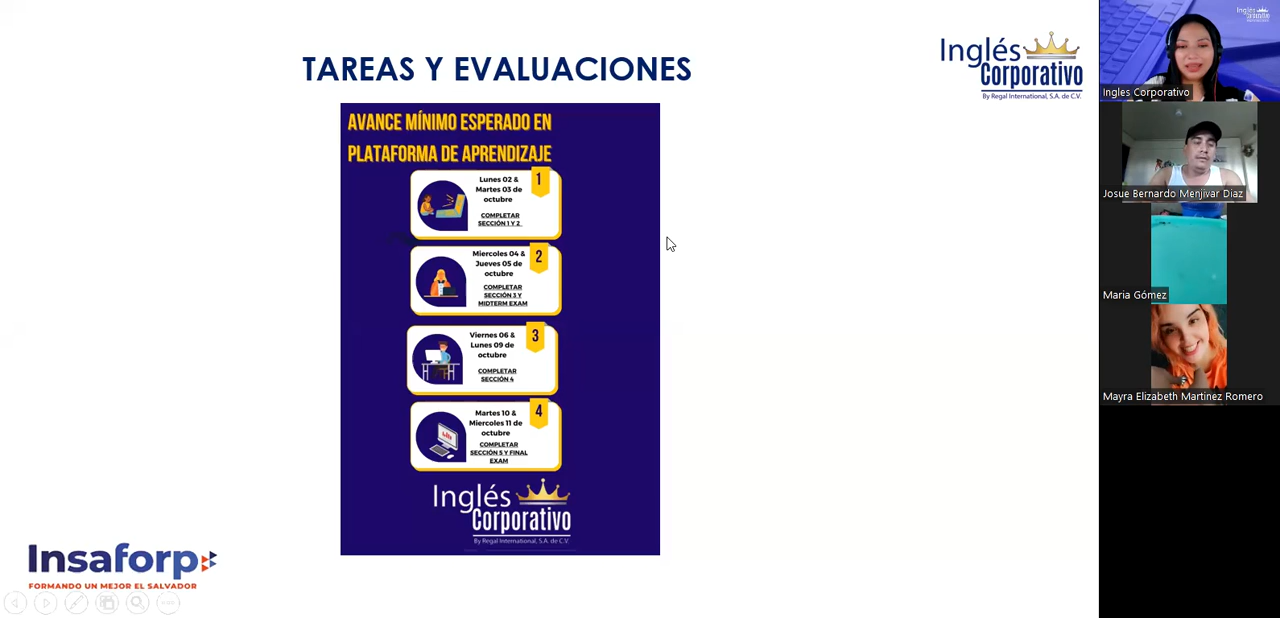 TAREAS Y EVALUACIONES
Inglés
Corporativo
By Regal International, S.A. de C.V.
AVANCE MÍNIMO ESPERADO EN
PLATAFORMA DE APRENDIZAJE
1
Lunes 02 &
Martes 03 de
octubre
COMPLETAR
SECCIÓN 1 Y 2
2
Miercoles 04 &
Jueves 05 de
octubre
COMPLETAR
SECCIÓN 3 Y
MIDTERM EXAM
3
Viernes 06 &
Lunes 09 de
octubre
COMPLETAR
SECCIÓN 4
4
Martes 10 &
Miercoles 11 de
octubre
COMPLETAR
SECCIÓN 5 Y FINAL
EXAM
Inglés
Corporativo
By Regal International, S.A. de C.V.
Insaforp
FORMANDO UN MEJOR EL SALVADOR
Inglés
Ingles Corporativo
Josue Bernardo Menjivar Diaz
Maria Gómez
Mayra Elizabeth Martinez Romero